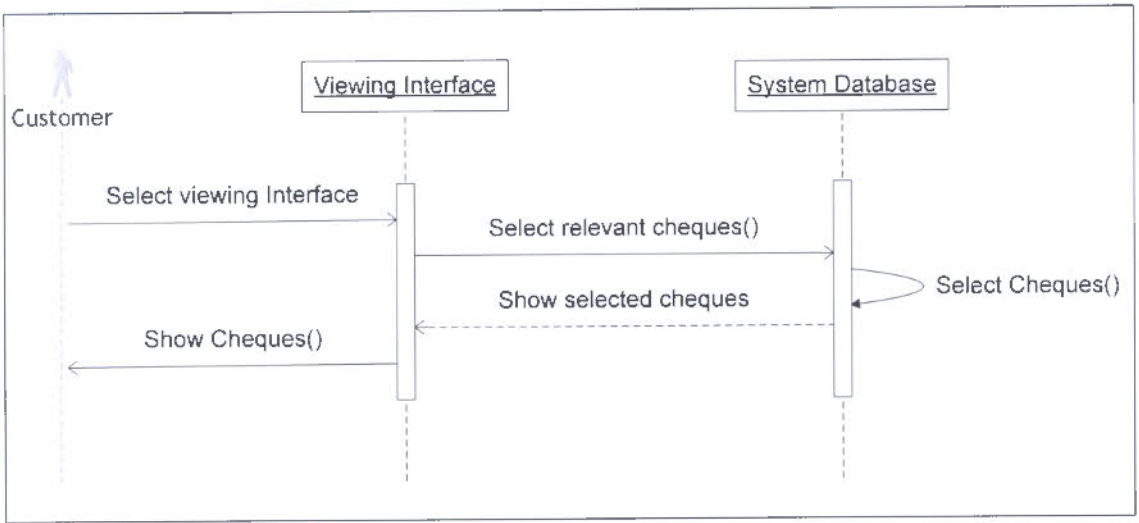 Viewing Interface
System Database
Customer
Select viewing Interface
Select relevant cheques()
Select Cheques()
Show selected cheques
Show Cheques()